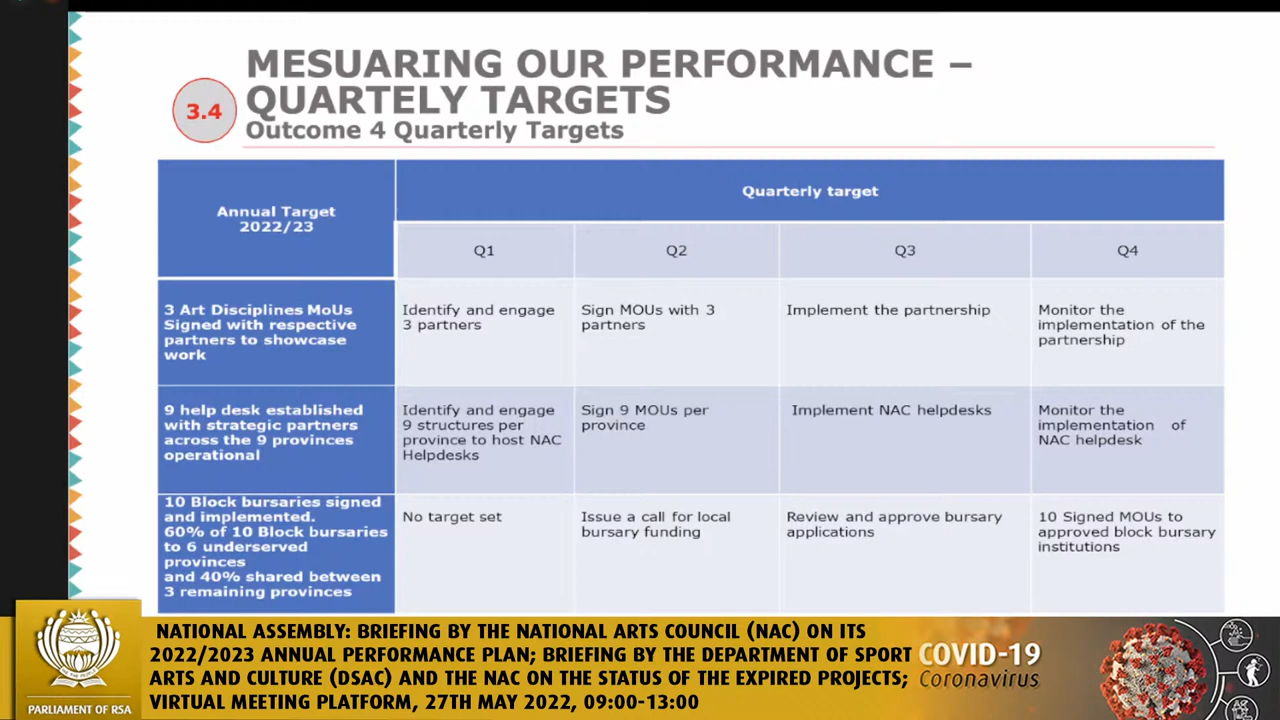 MESUARING OUR PERFORMANCE –
QUARTELY TARGETS
3.4
Outcome 4 Quarterly Targets
Annual Target
2022/23
Quarterly target
Q1
Q2
Q3
Q4
3 Art Disciplines MoUs
Signed with respective
partners to showcase
work
Identify and engage
3 partners
Sign MOUs with 3
partners
Implement the partnership
Monitor the
implementation of the
partnership
9 help desk established
with strategic partners
across the 9 provinces
operational
Identify and engage
9 structures per
province to host NAC
Helpdesks
Sign 9 MOUs per
province
Implement NAC helpdesks
Monitor the
implementation of
NAC helpdesk
10 Block bursaries signed
and implemented.
60% of 10 Block bursaries
to 6 underserved
provinces
and 40% shared between
3 remaining provinces
No target set
Issue a call for local
bursary funding
Review and approve bursary
applications
10 Signed MOUs to
approved block bursary
institutions
PARLIAMENT OF RSA
NATIONAL ASSEMBLY: BRIEFING BY THE NATIONAL ARTS COUNCIL (NAC) ON ITS
2022/2023 ANNUAL PERFORMANCE PLAN; BRIEFING BY THE DEPARTMENT OF SPORT
ARTS AND CULTURE (DSAC) AND THE NAC ON THE STATUS OF THE EXPIRED PROJECTS;
VIRTUAL MEETING PLATFORM, 27TH MAY 2022, 09:00-13:00
COVID-19
Coronavirus